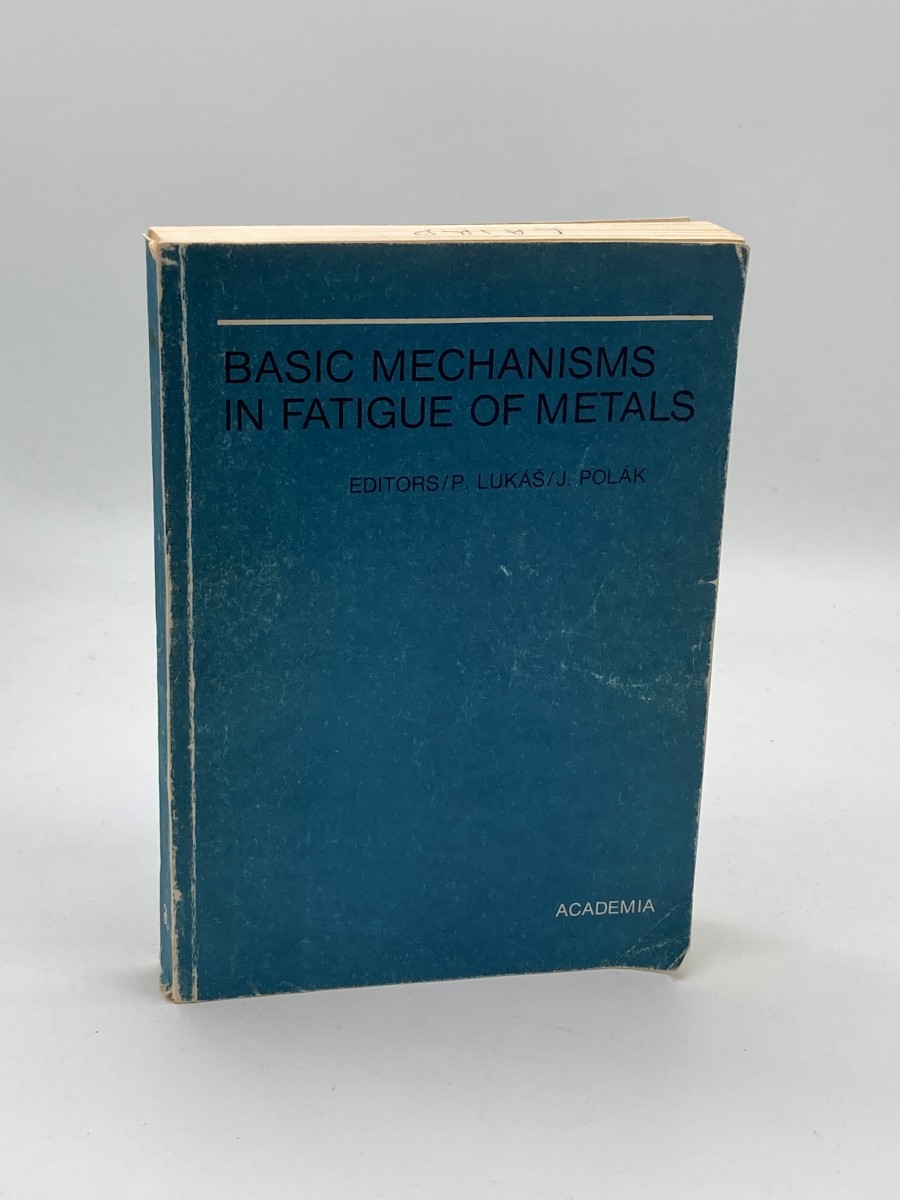 BASIC MECHANISMS
IN FATIGUE OF METALS
EDITORS/P. LUKÁŠ/J. POLÁK
ACADEMIA